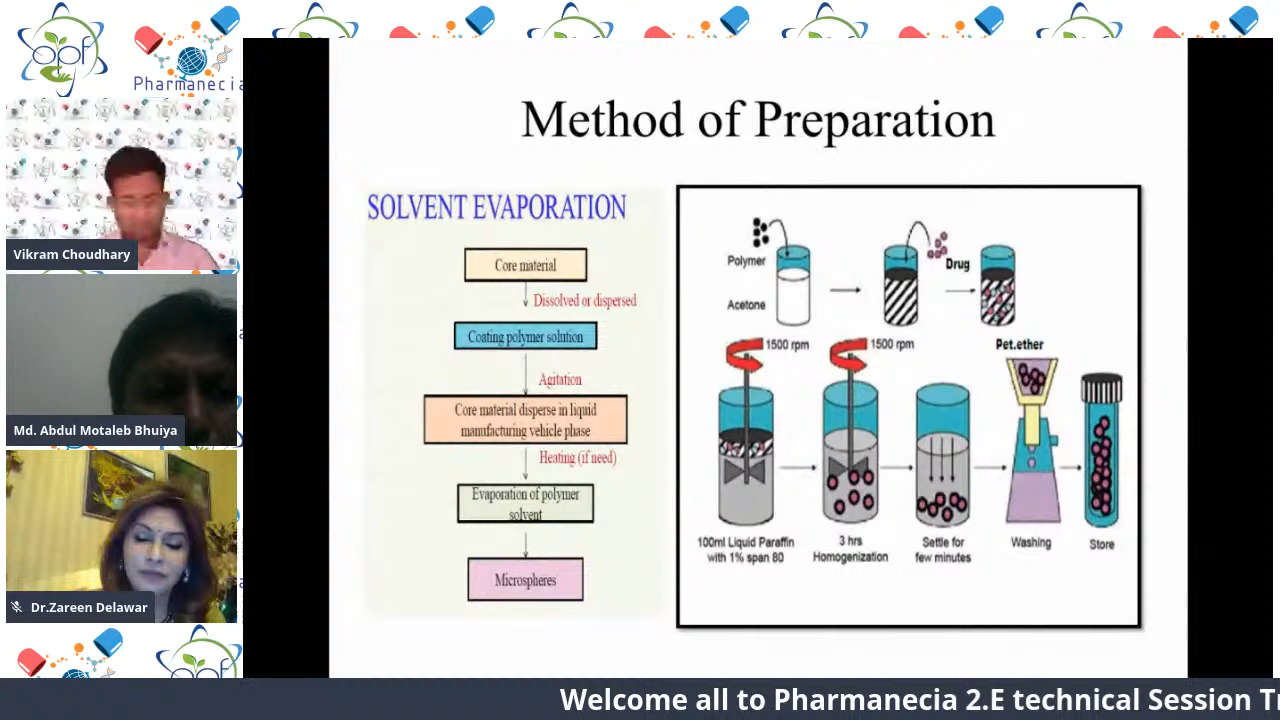 opf
Pharmanecia
Vikram Choudhary
Md. Abdul Motaleb Bhuiya
Dr.Zareen Delawar
Method of Preparation
SOLVENT EVAPORATION
Core material
Dissolved or dispersed
Coating polymer solution
Agitation
Core material disperse in liquid
manufacturing vehicle phase
Heating (if need)
Evaporation of polymer
solvent
Microspheres
Polymer
Acetone
Drug
1500 rpm
1500 rpm
Pet.ether
100ml Liquid Paraffin
with 1% span 80
3 hrs
Homogenization
Settle for
few minutes
Washing
Store
Welcome all to Pharmanecia 2.E technical Session T